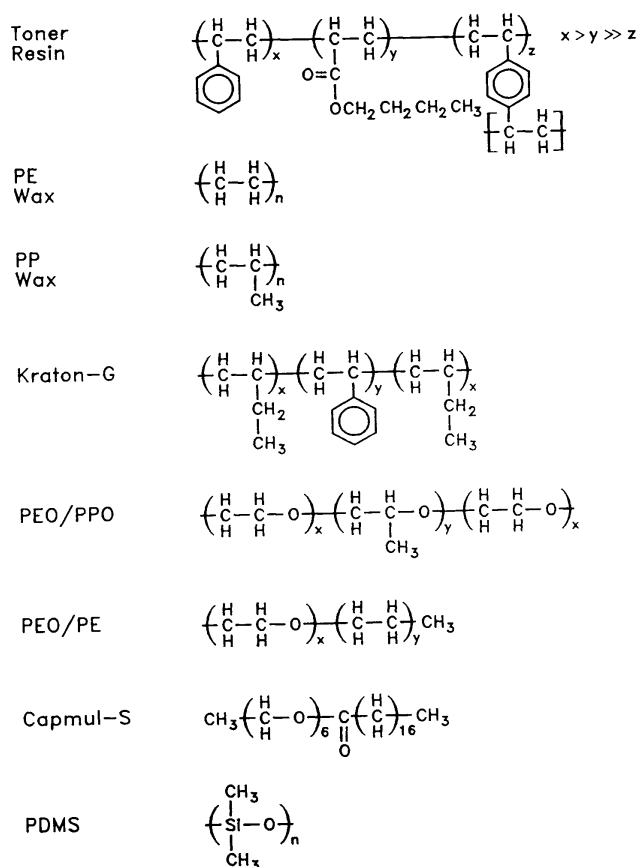 Toner H H H H H H
Resin ( C — C )x ( C — C )y ( C — C )z x > y >> z
H H H
O=C
OCH2CH2CH2CH3
H
[ C — C ]
H H
PE H H
Wax ( C — C )n
H H
PP H H
Wax ( C — C )n
H
CH3
H H H H H H
Kraton-G ( C — C )x ( C — C )y ( C — C )x
H H H
CH2 CH2
CH3 CH3
H H H H H H
PEO/PPO ( C — C — O )x ( C — C — O )y ( C — C — O )x
H H H H H
CH3
H H H H
PEO/PE ( C — C — O )x ( C — C )y CH3
H H H H
H H
Capmul-S CH3 ( C — O )6 C ( C )16 CH3
H O H
CH3
PDMS ( Si — O )n
CH3